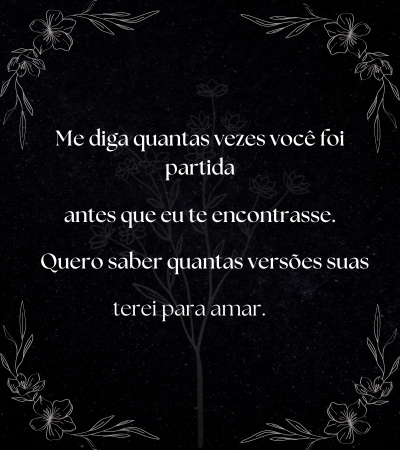 Me diga quantas vezes você foi
partida
antes que eu te encontrasse.
Quero saber quantas versões suas
terei para amar.